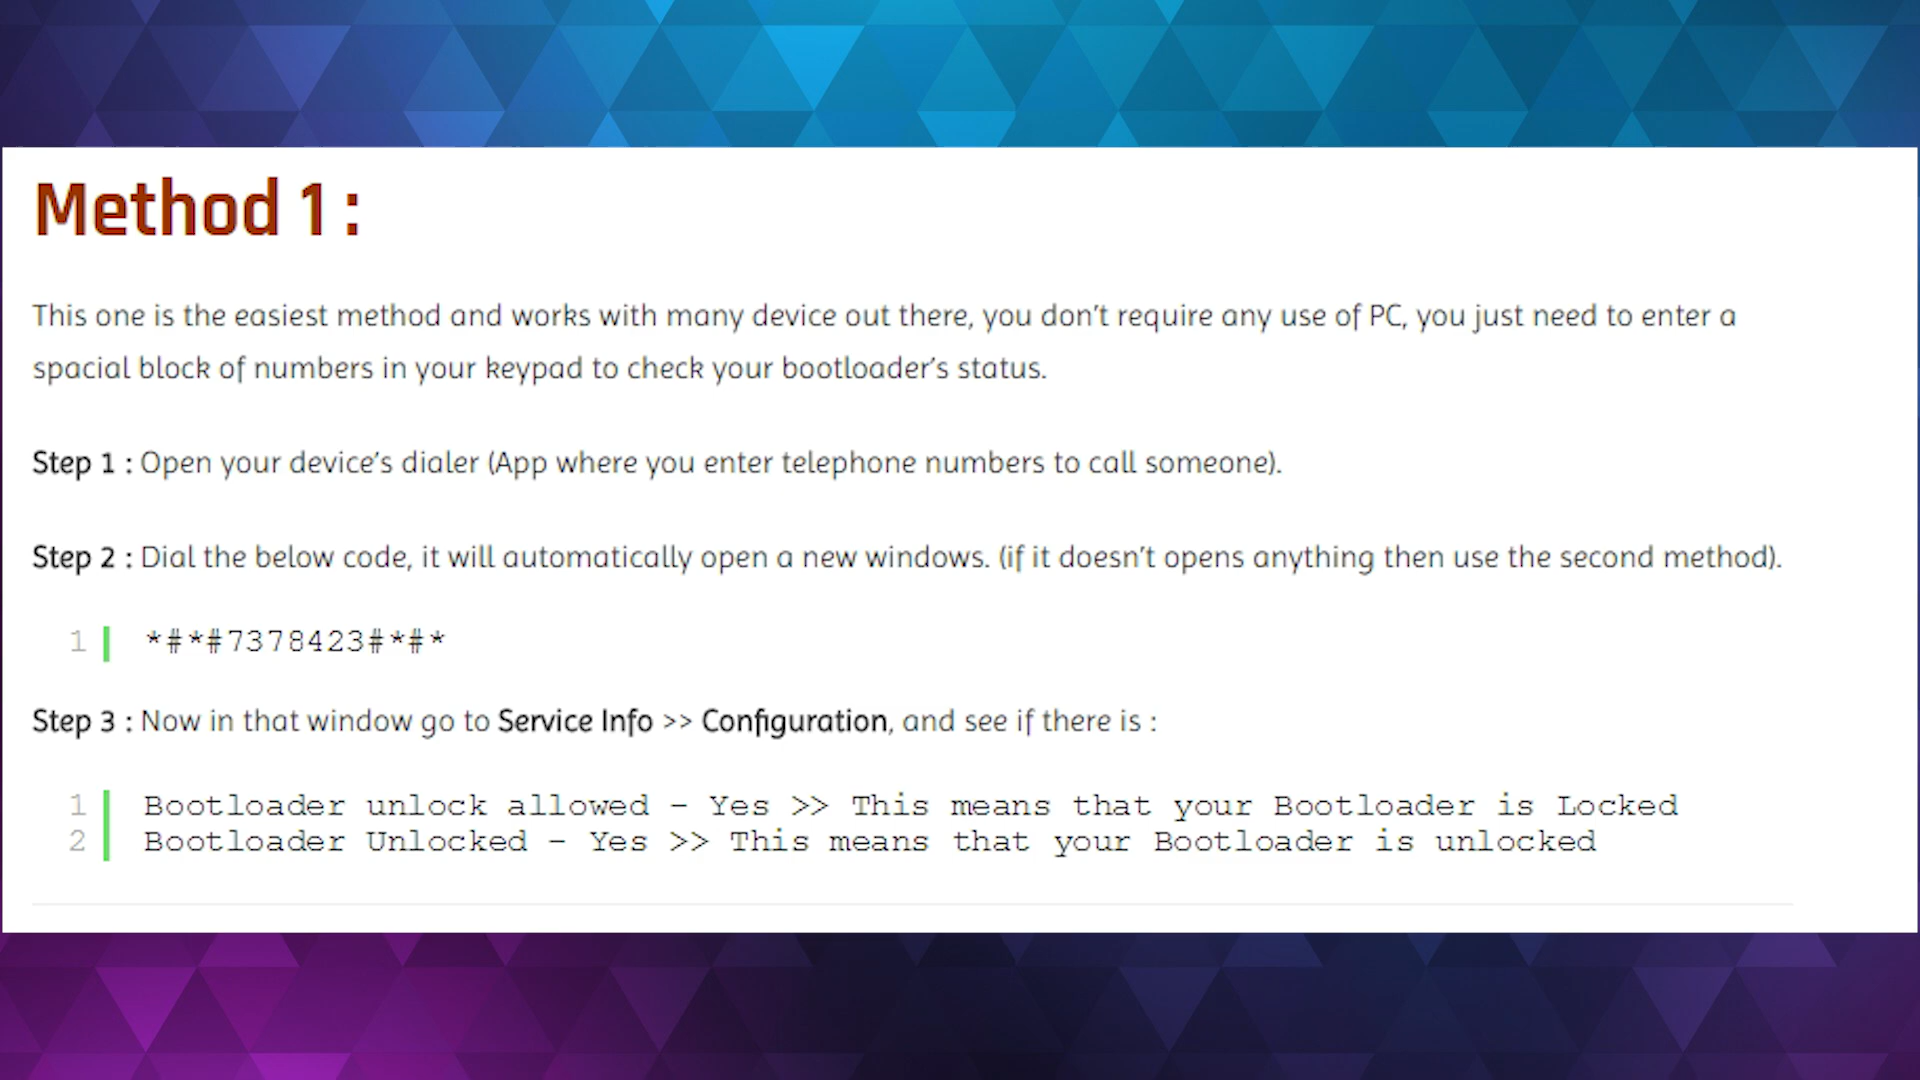 Method 1 :
This one is the easiest method and works with many device out there, you don't require any use of PC, you just need to enter a
spacial block of numbers in your keypad to check your bootloader's status.
Step 1 : Open your device's dialer (App where you enter telephone numbers to call someone).
Step 2 : Dial the below code, it will automatically open a new windows. (if it doesn't opens anything then use the second method).
1 *#*#7378423#*#*
Step 3 : Now in that window go to Service Info >> Configuration, and see if there is :
1 Bootloader unlock allowed - Yes >> This means that your Bootloader is Locked
2 Bootloader Unlocked - Yes >> This means that your Bootloader is unlocked